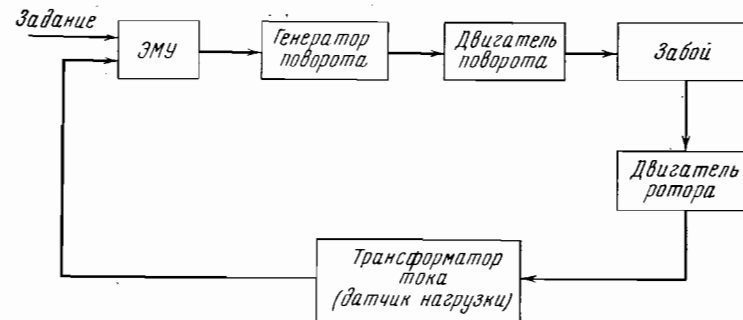 Задание
ЭМУ
Генератор
поворота
Двигатель
поворота
Забой
Двигатель
ротора
Трансформатор
тока
(датчик нагрузки)